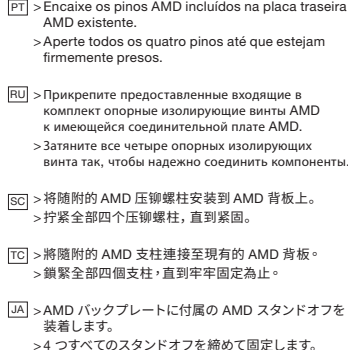 PT >Encaixe os pinos AMD incluídos na placa traseira
AMD existente.
>Aperte todos os quatro pinos até que estejam
firmemente presos.
RU >Прикрепите предоставленные входящие в
комплект опорные изолирующие винты AMD
к имеющейся соединительной плате AMD.
>Затяните все четыре опорных изолирующих
винта так, чтобы надежно соединить компоненты.
SC >将随附的 AMD 压铆螺柱安装到 AMD 背板上。
>拧紧全部四个压铆螺柱，直到紧固。
TC >將隨附的 AMD 支柱連接至現有的 AMD 背板。
>鎖緊全部四個支柱，直到牢牢固定為止。
JA >AMD バックプレートに付属の AMD スタンドオフを
装着します。
>4 つすべてのスタンドオフを締めて固定します。